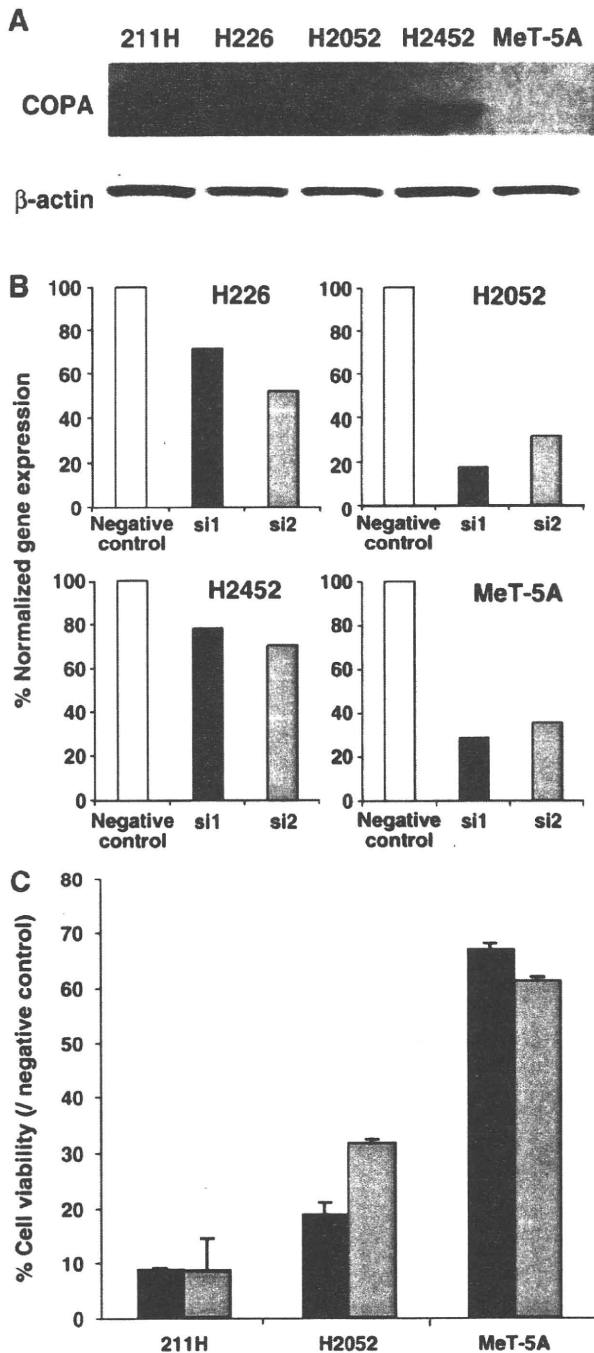 A
211H H226 H2052 H2452 MeT-5A
COPA
β-actin
B
% Normalized gene expression
H226
100
80
60
40
20
0
Negative control si1 si2
H2052
100
80
60
40
20
0
Negative control si1 si2
H2452
100
80
60
40
20
0
Negative control si1 si2
MeT-5A
100
80
60
40
20
0
Negative control si1 si2
C
% Cell viability (/ negative control)
80
70
60
50
40
30
20
10
0
211H H2052 MeT-5A